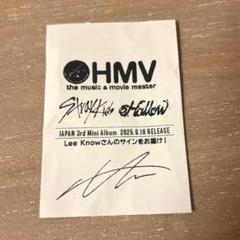 HMV
the music & movie master
Stray Kids Hollow
JAPAN 3rd Mini Album 2025.6.18 RELEASE
Lee Knowさんのサインをお届け!